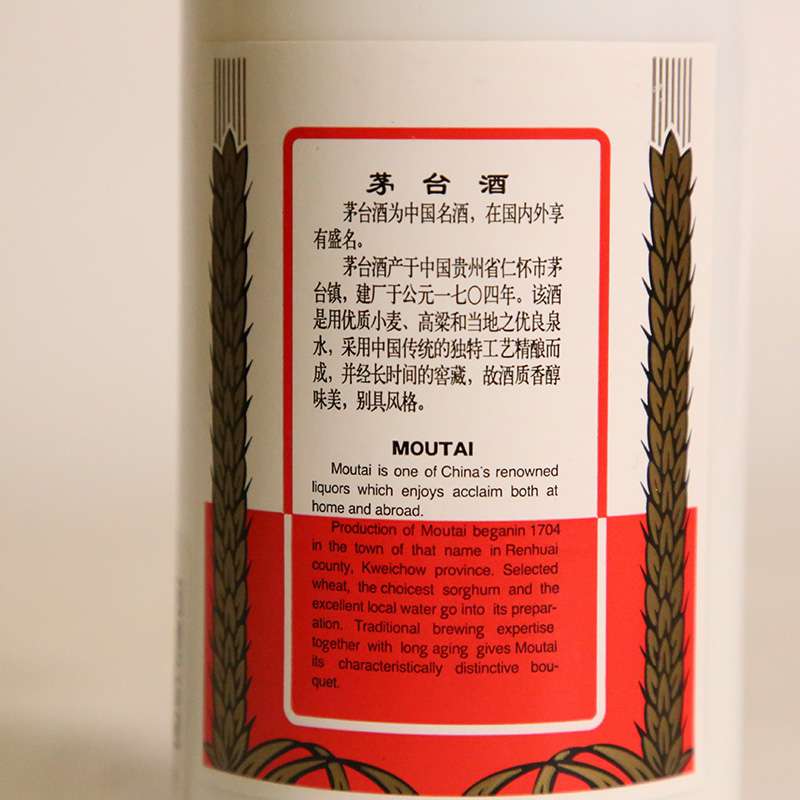 茅台酒
茅台酒为中国名酒，在国内外享
有盛名。
茅台酒产于中国贵州省仁怀市茅
台镇，建厂于公元一七〇四年。该酒
是用优质小麦、高粱和当地之优良泉
水，采用中国传统的独特工艺精酿而
成，并经长时间的窖藏，故酒质香醇
味美，别具风格。
MOUTAI
Moutai is one of China's renowned
liquors which enjoys acclaim both at
home and abroad.
Production of Moutai beganin 1704
in the town of that name in Renhuai
county, Kweichow province. Selected
wheat, the choicest sorghum and the
excellent local water go into its prepar-
ation. Traditional brewing expertise
together with long aging gives Moutai
its characteristically distinctive bou-
quet.